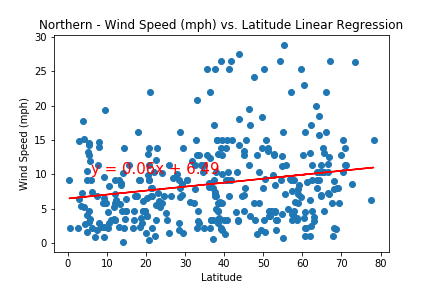 Northern - Wind Speed (mph) vs. Latitude Linear Regression
30
25
20
15
10
5
0
Wind Speed (mph)
y = 0.06x + 6.49
0 10 20 30 40 50 60 70 80
Latitude